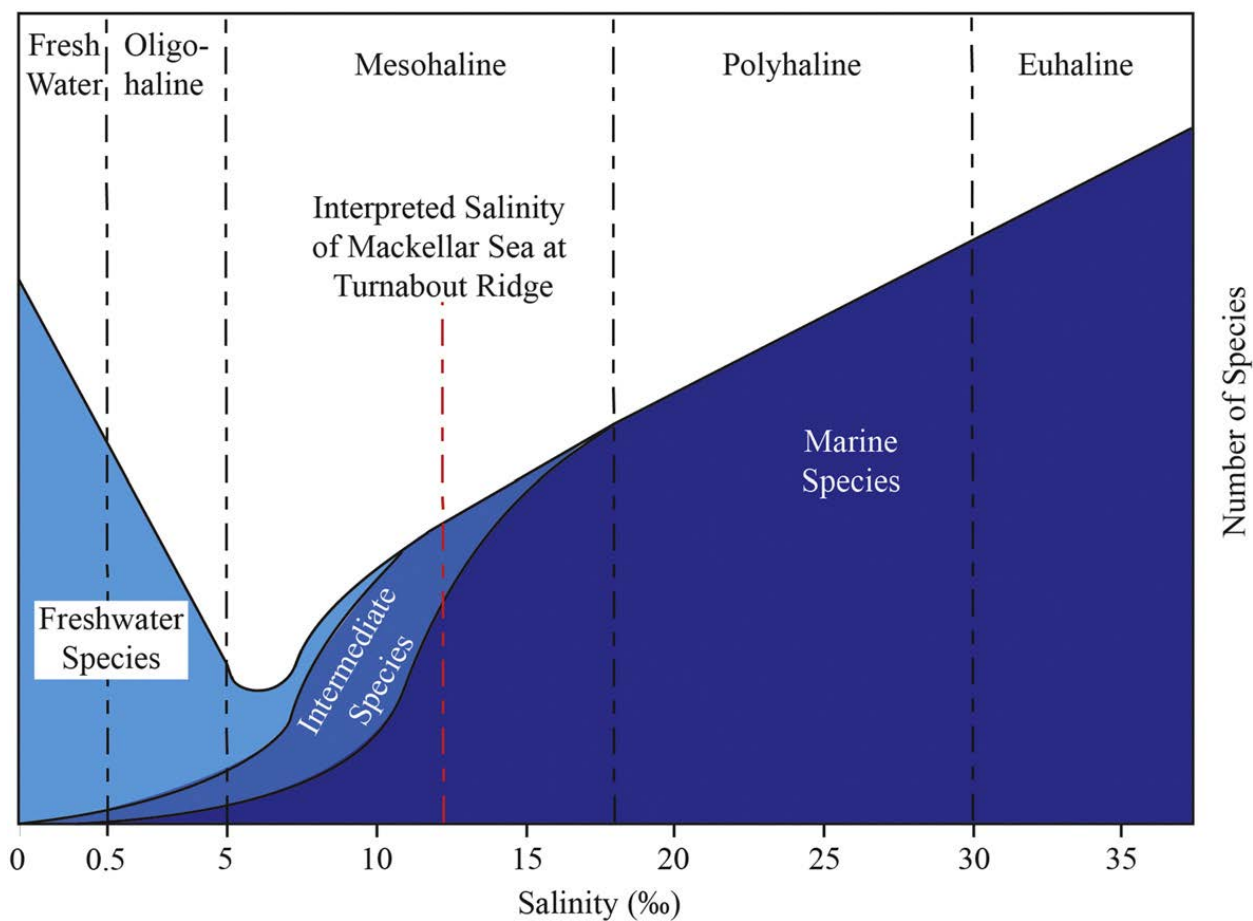 Fresh
Water
Oligo-
haline
Mesohaline
Polyhaline
Euhaline
Interpreted Salinity
of Mackellar Sea at
Turnabout Ridge
Marine
Species
Freshwater
Species
Intermediate
Species
Number of Species
0 0.5 5 10 15 20 25 30 35
Salinity (‰)